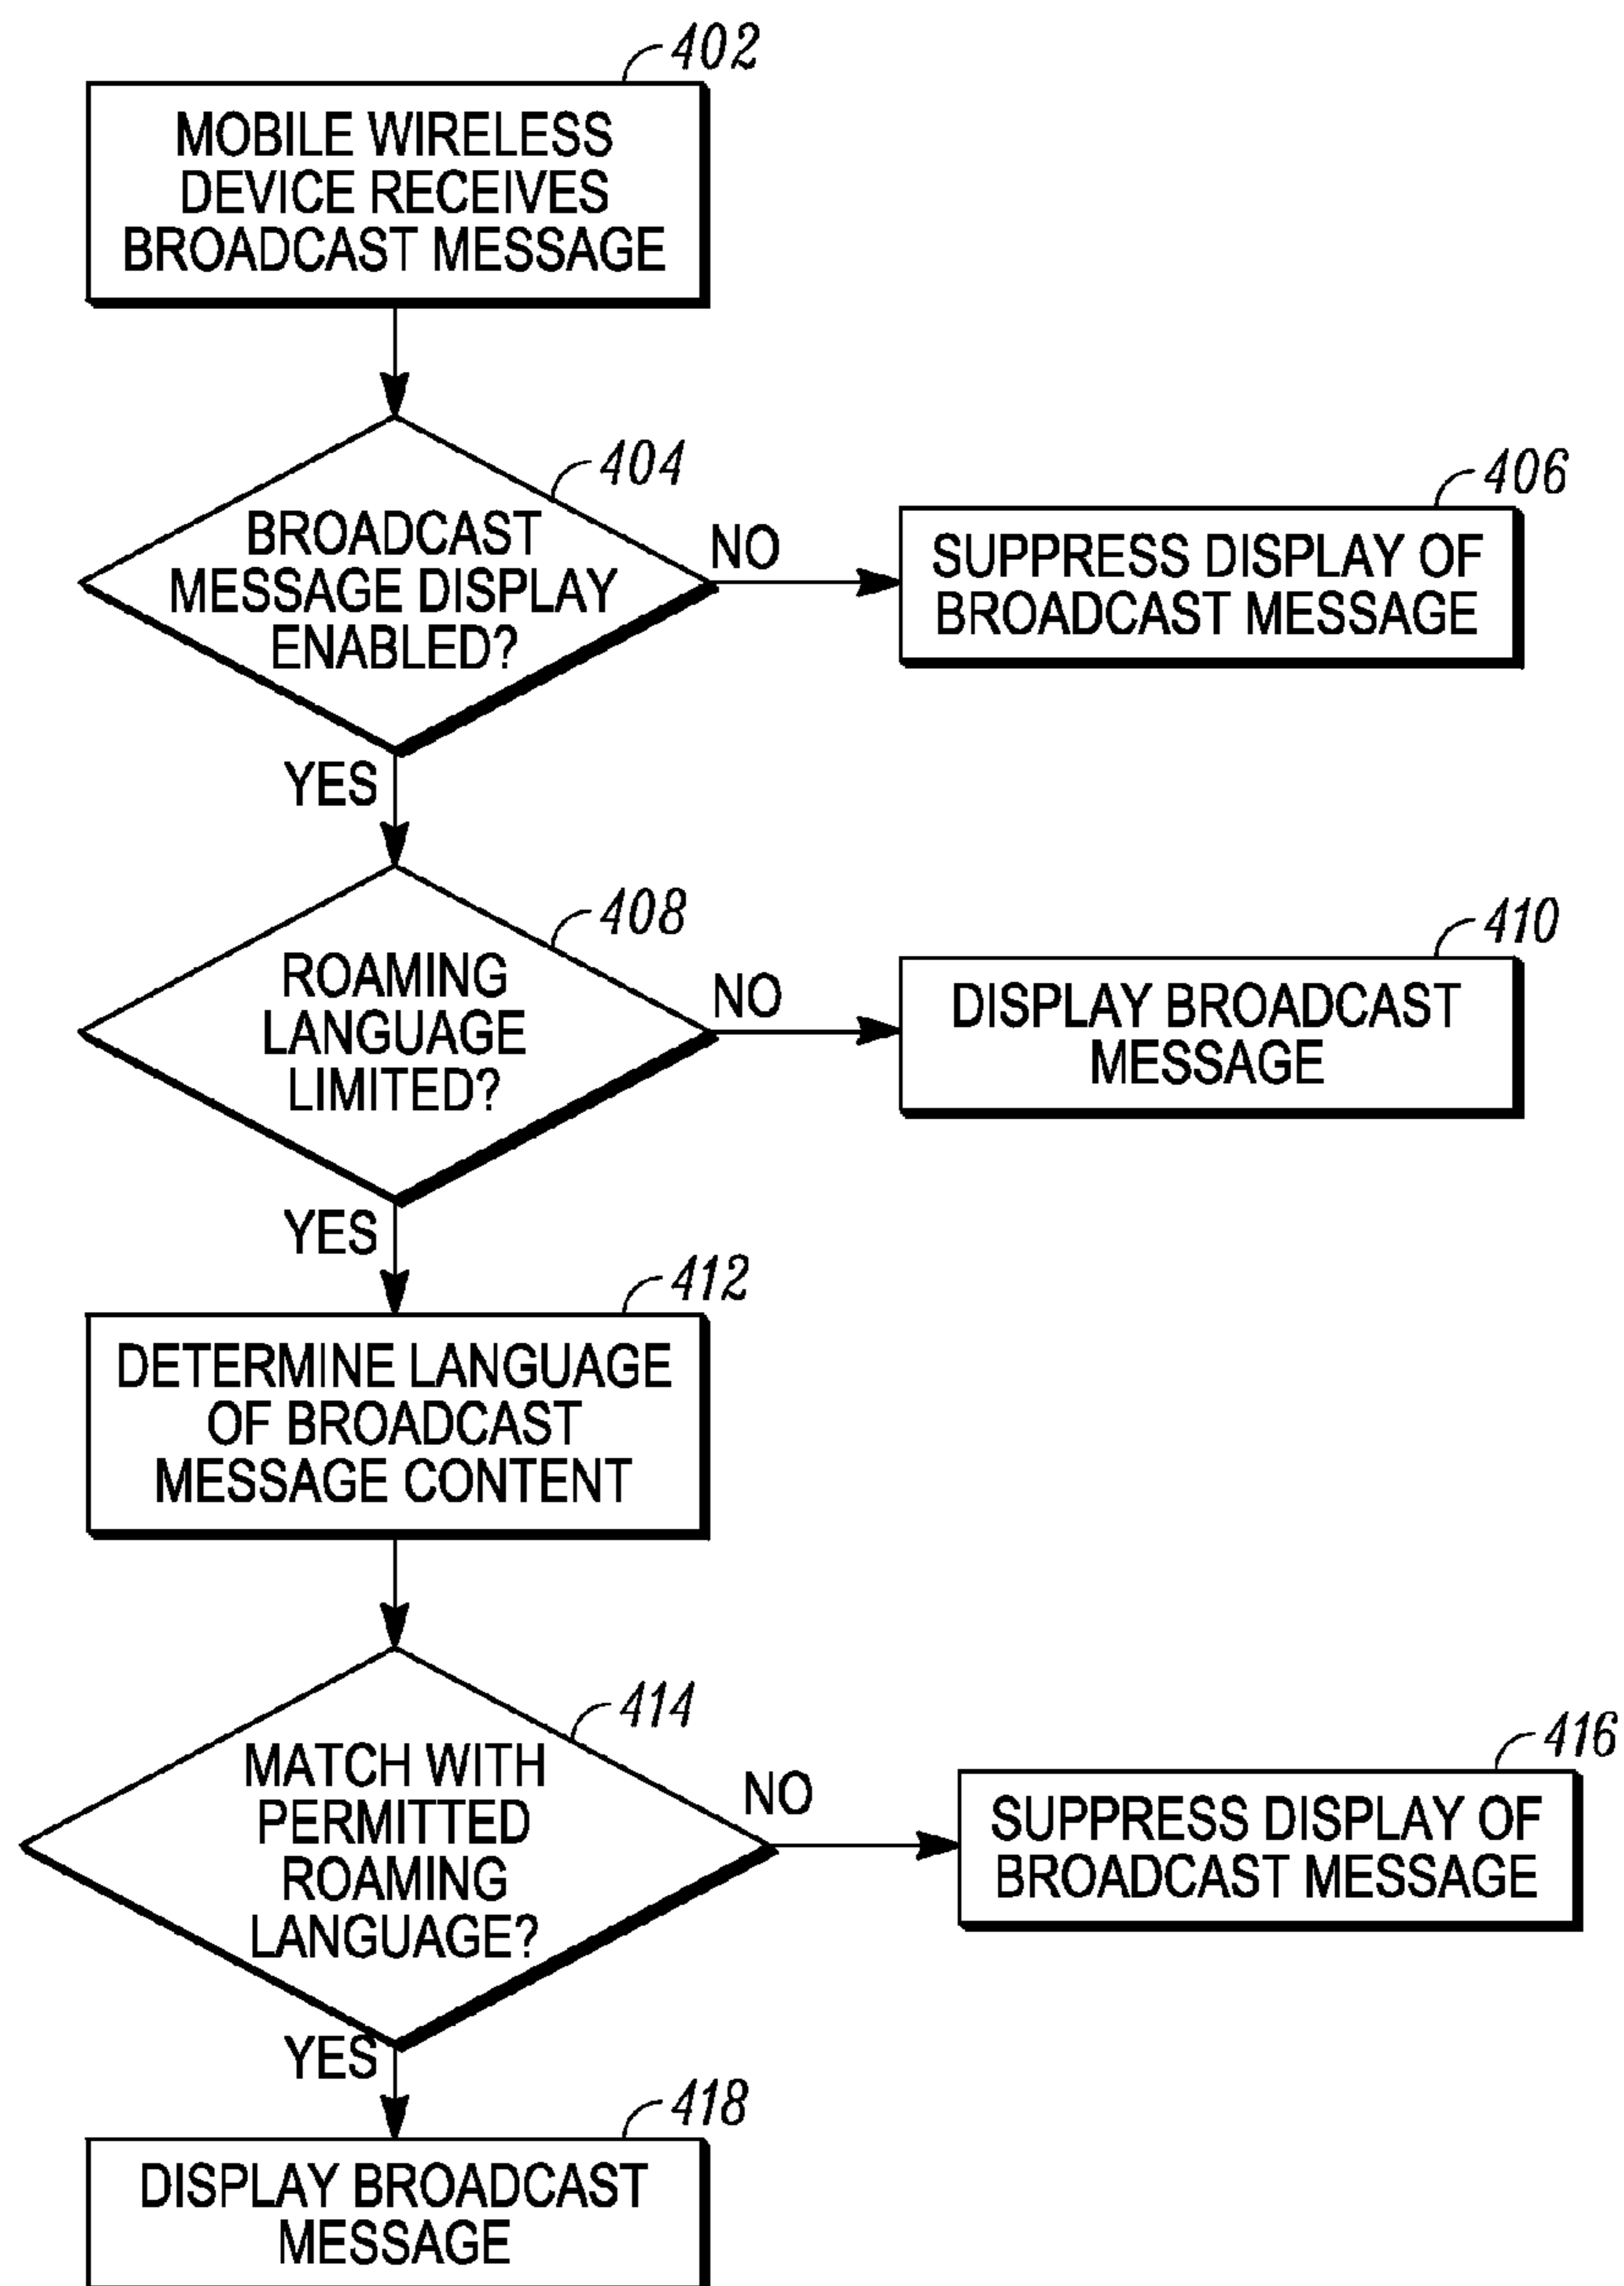 402
MOBILE WIRELESS
DEVICE RECEIVES
BROADCAST MESSAGE
404
BROADCAST
MESSAGE DISPLAY
ENABLED?
NO
406
SUPPRESS DISPLAY OF
BROADCAST MESSAGE
YES
408
ROAMING
LANGUAGE
LIMITED?
NO
410
DISPLAY BROADCAST
MESSAGE
YES
412
DETERMINE LANGUAGE
OF BROADCAST
MESSAGE CONTENT
414
MATCH WITH
PERMITTED
ROAMING
LANGUAGE?
NO
416
SUPPRESS DISPLAY OF
BROADCAST MESSAGE
YES
418
DISPLAY BROADCAST
MESSAGE